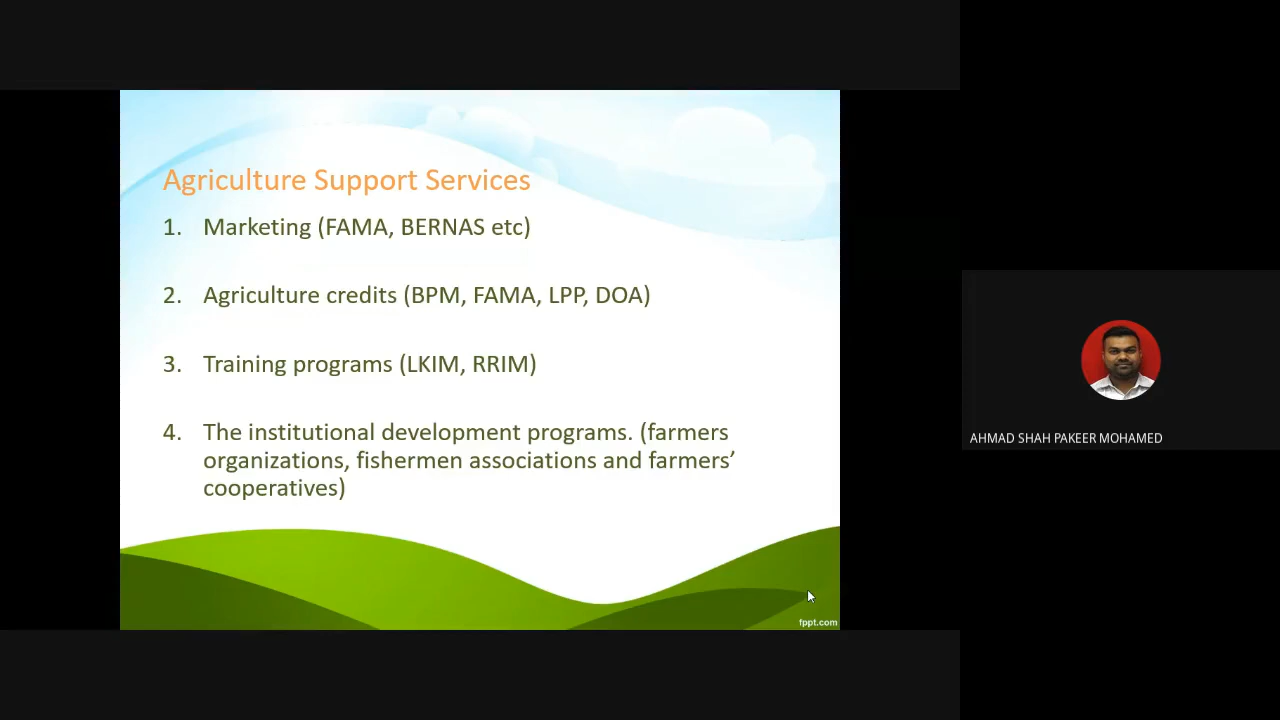 Agriculture Support Services
1. Marketing (FAMA, BERNAS etc)
2. Agriculture credits (BPM, FAMA, LPP, DOA)
3. Training programs (LKIM, RRIM)
4. The institutional development programs. (farmers
organizations, fishermen associations and farmers’
cooperatives)
fppt.com
AHMAD SHAH PAKEER MOHAMED